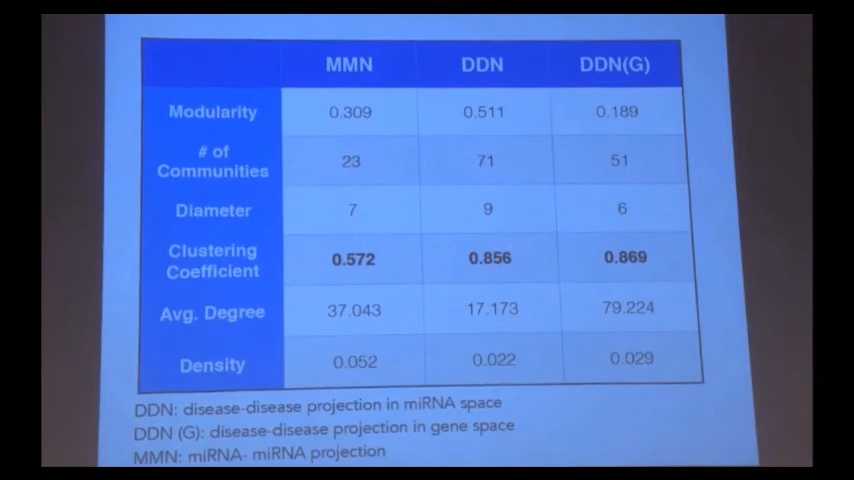 MMN DDN DDN(G)
Modularity 0.309 0.511 0.189
# of
Communities 23 71 51
Diameter 7 9 6
Clustering
Coefficient 0.572 0.856 0.869
Avg. Degree 37.043 17.173 79.224
Density 0.052 0.022 0.029
DDN: disease-disease projection in miRNA space
DDN (G): disease-disease projection in gene space
MMN: miRNA- miRNA projection